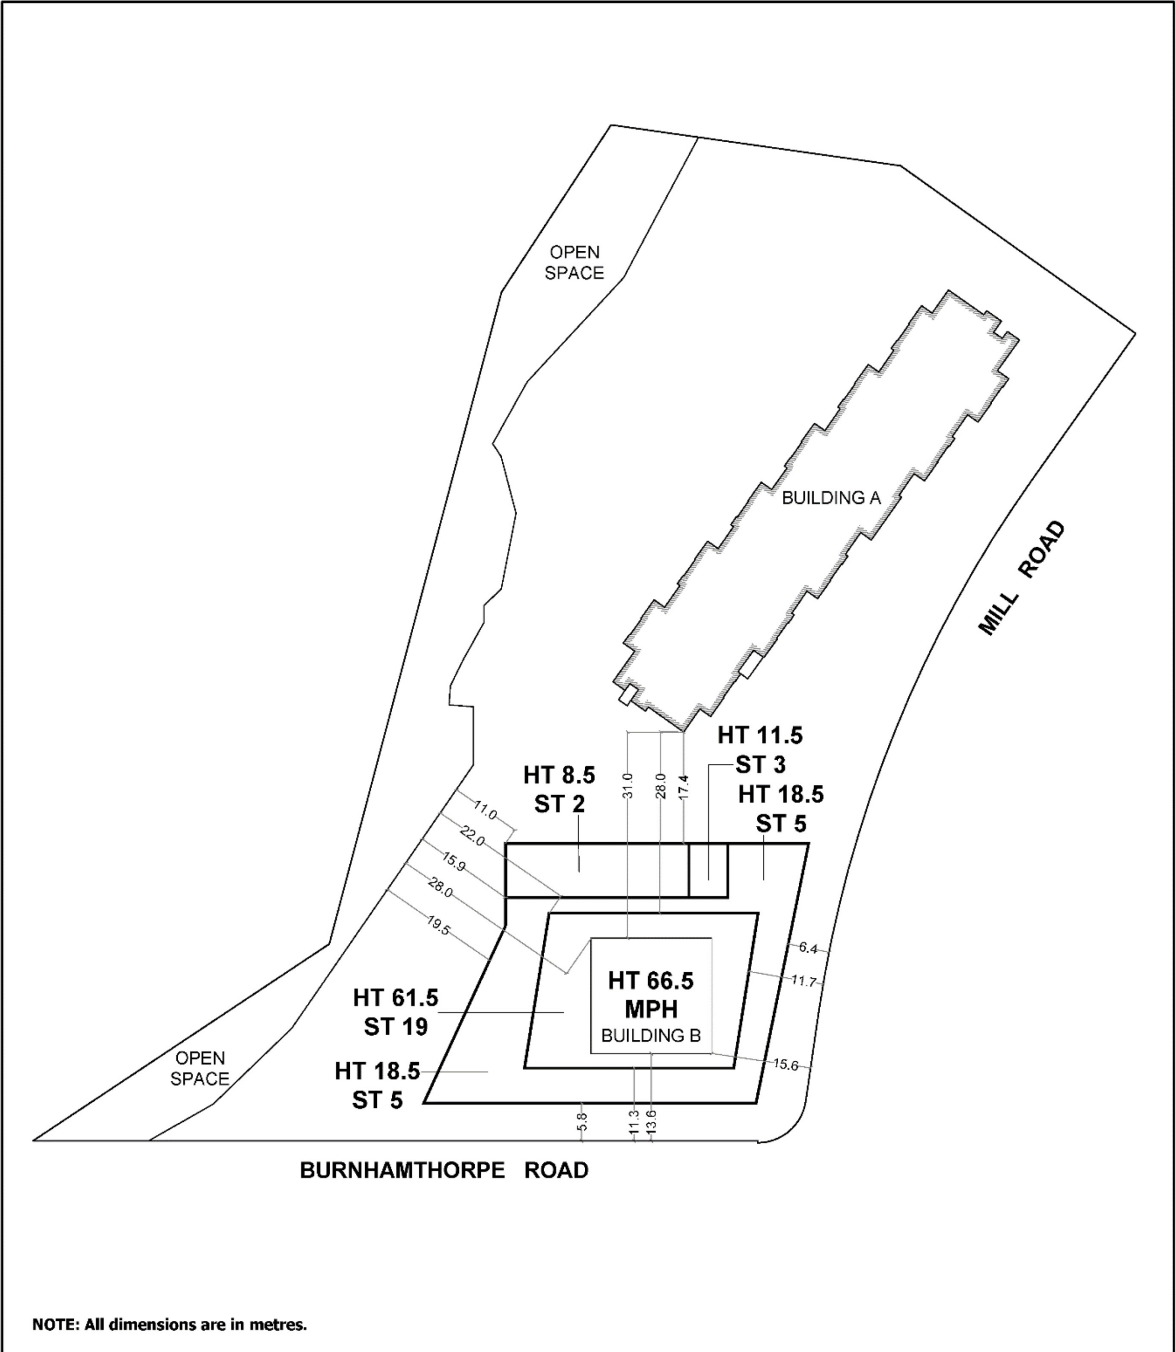 OPEN
SPACE
BUILDING A
MILL ROAD
HT 11.5
ST 3
HT 8.5
ST 2
HT 18.5
ST 5
31.0
28.0
17.4
11.0
22.0
15.9
28.0
19.5
6.4
11.7
15.6
HT 66.5
MPH
BUILDING B
HT 61.5
ST 19
HT 18.5
ST 5
OPEN
SPACE
5.8
11.3
13.6
BURNHAMTHORPE ROAD
NOTE: All dimensions are in metres.